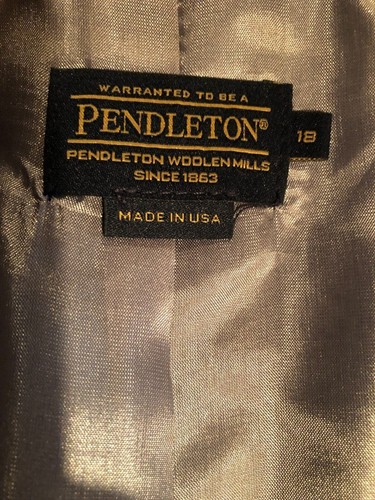 WARRANTED TO BE A
PENDLETON®
PENDLETON WOOLEN MILLS
SINCE 1863
18
MADE IN USA